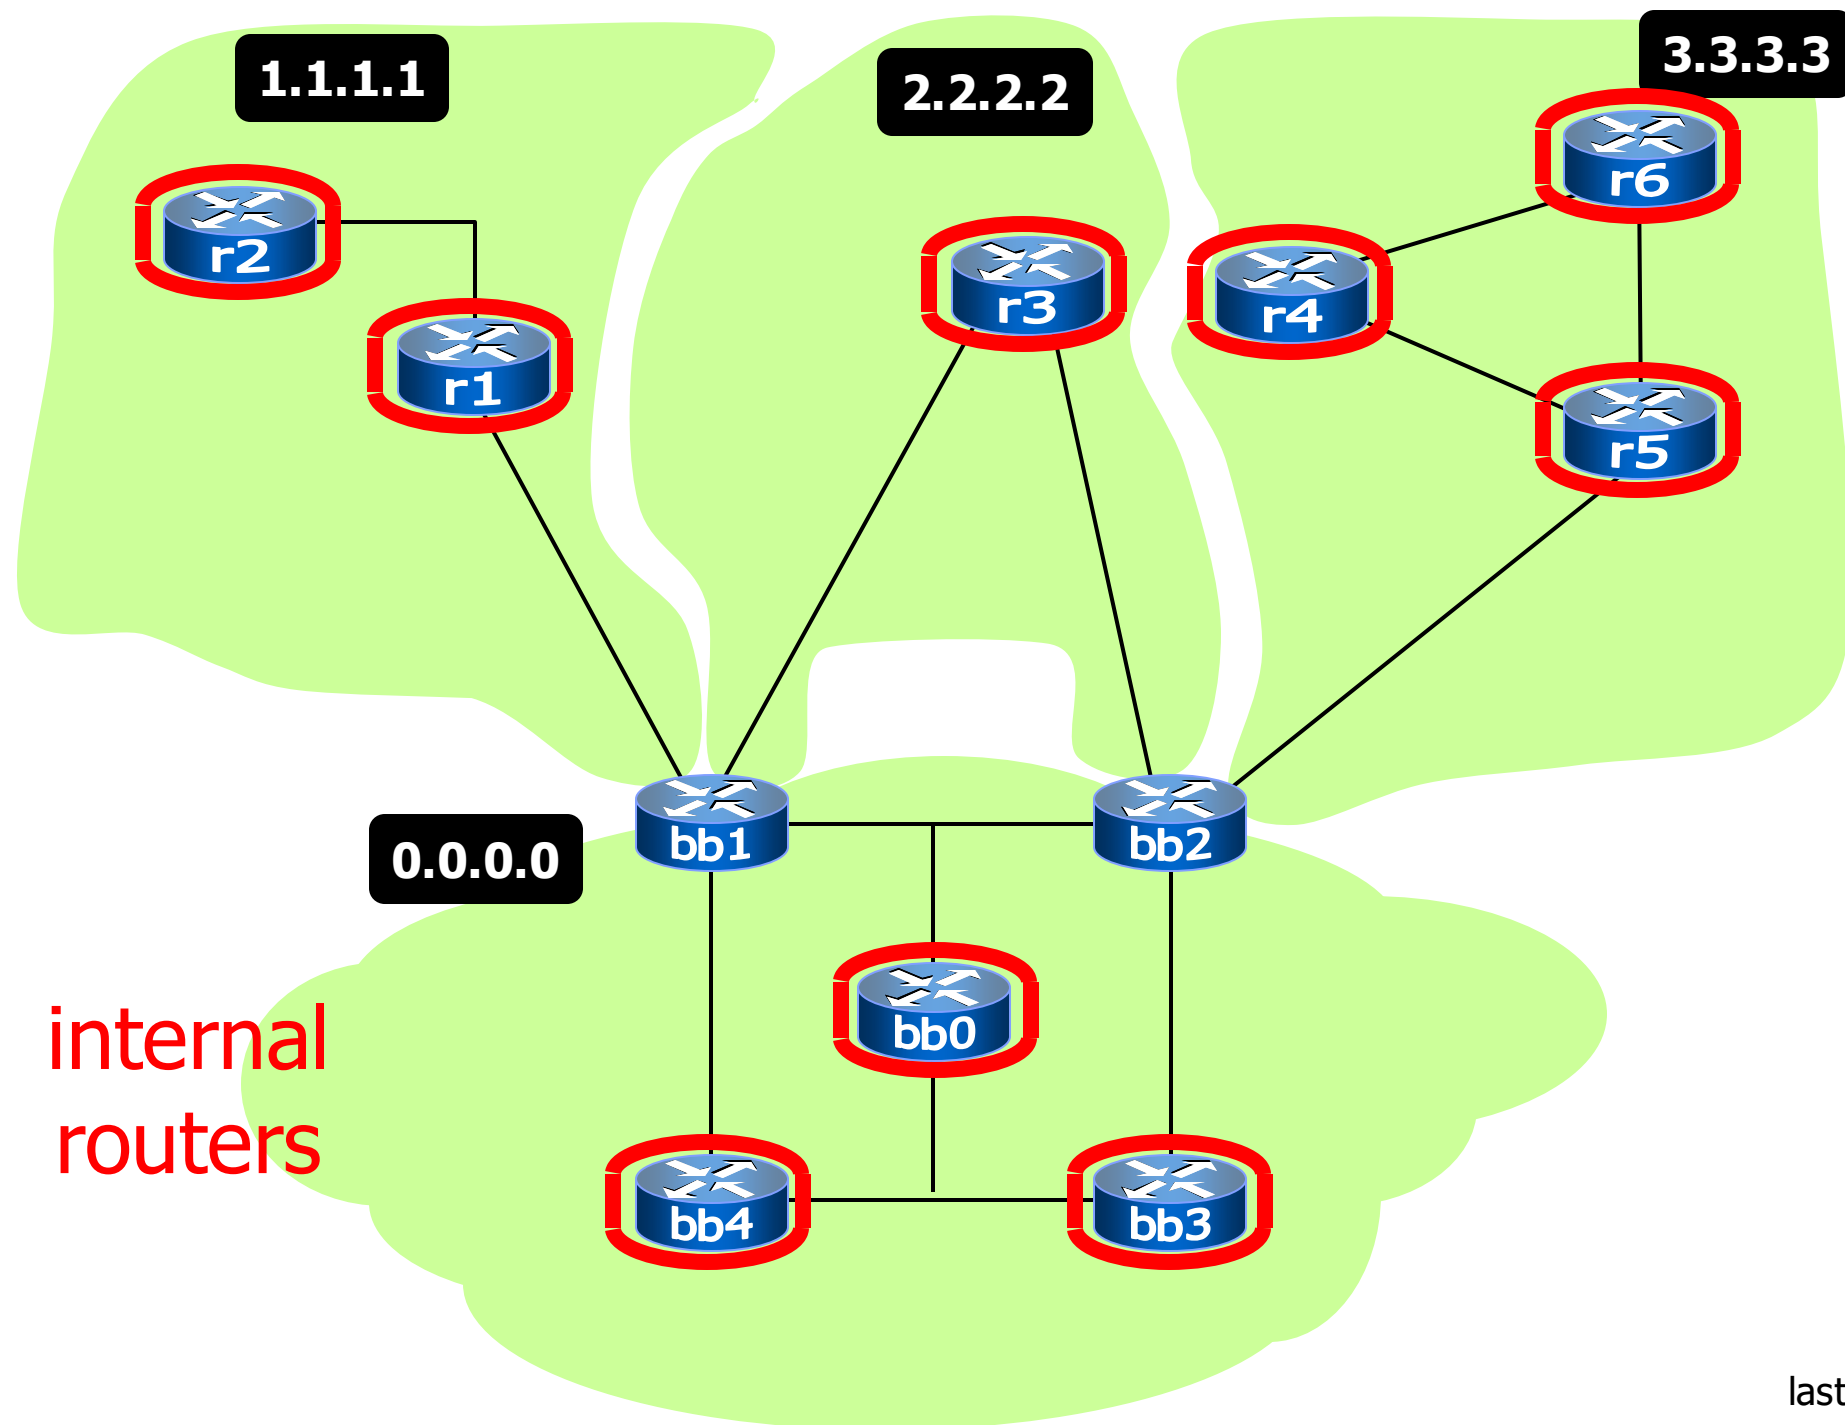 1.1.1.1
2.2.2.2
3.3.3.3
r6
r2
r3
r4
r1
r5
bb1
bb2
0.0.0.0
bb0
internal
routers
bb4
bb3
last